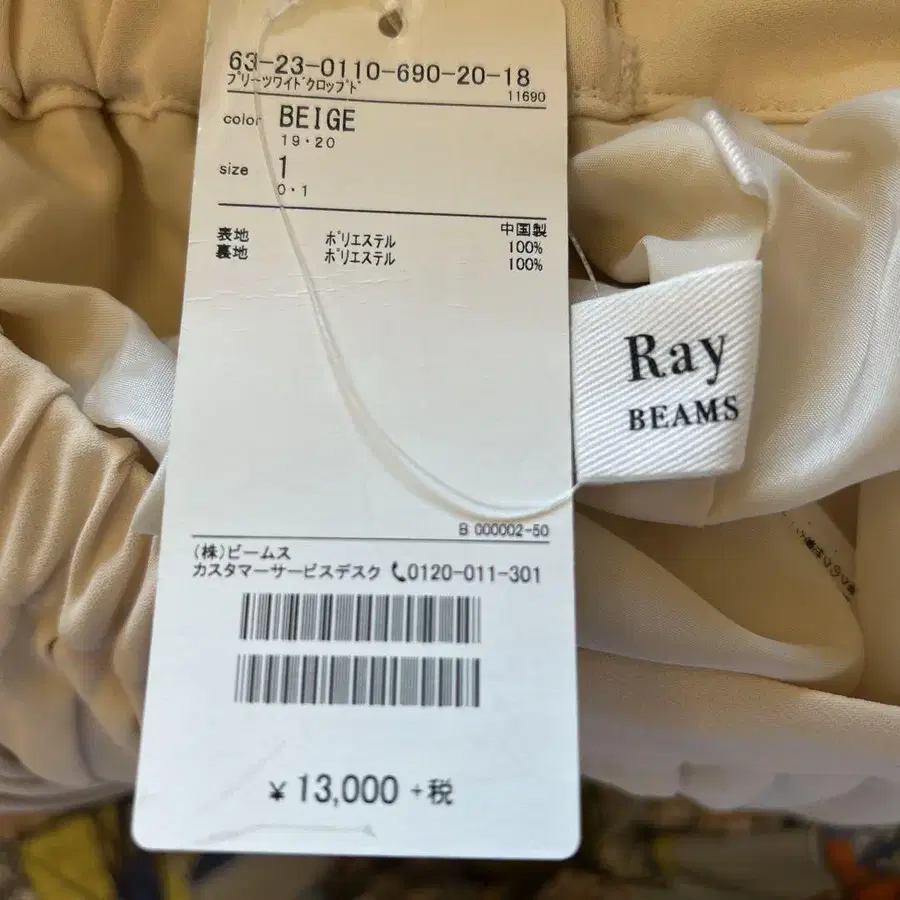 63-23-0110-690-20-18
プリーツワイドクロップド
11690
color BEIGE
19・20
size 1
0・1
中国製
表地 ポリエステル 100%
裏地 ポリエステル 100%
B 000002-50
(株)ビームス
カスタマーサービスデスク 0120-011-301
¥ 13,000 +税
Ray
BEAMS